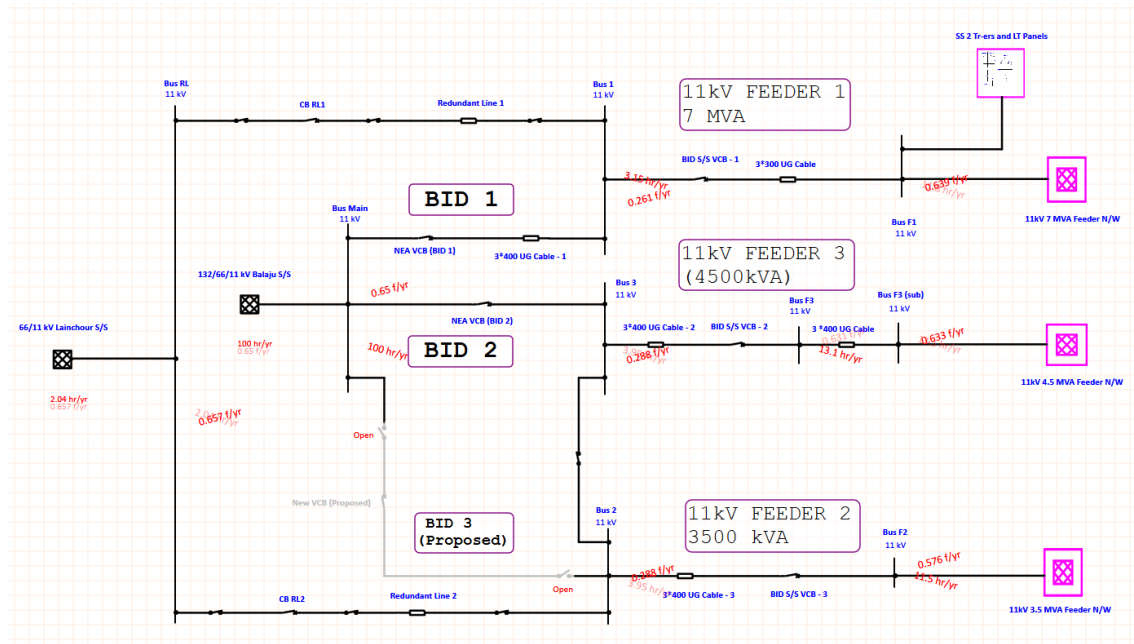 SS 2 Tr-ers and LT Panels
Bus RL
11 kV
CB RL1
Redundant Line 1
Bus 1
11 kV
11kV FEEDER 1
7 MVA
BID S/S VCB - 1
3*300 UG Cable
3.15 hr/yr
0.261 f/yr
0.639 f/yr
11kV 7 MVA Feeder N/W
Bus F1
11 kV
BID 1
Bus Main
11 kV
NEA VCB (BID 1)
3*400 UG Cable - 1
11kV FEEDER 3
(4500kVA)
132/66/11 kV Balaju S/S
0.65 f/yr
Bus 3
11 kV
Bus F3
11 kV
Bus F3 (sub)
11 kV
66/11 kV Lainchour S/S
NEA VCB (BID 2)
3*400 UG Cable - 2
BID S/S VCB - 2
3 *400 UG Cable
0.631 f/yr
0.633 f/yr
100 hr/yr
0.65 f/yr
100 hr/yr
BID 2
0.288 f/yr
13.1 hr/yr
11kV 4.5 MVA Feeder N/W
2.04 hr/yr
0.657 f/yr
0.657 f/yr
Open
New VCB (Proposed)
BID 3
(Proposed)
Bus 2
11 kV
11kV FEEDER 2
3500 kVA
Bus F2
11 kV
0.288 f/yr
3.95 hr/yr
0.576 f/yr
11.5 hr/yr
Open
3*400 UG Cable - 3
BID S/S VCB - 3
CB RL2
Redundant Line 2
11kV 3.5 MVA Feeder N/W